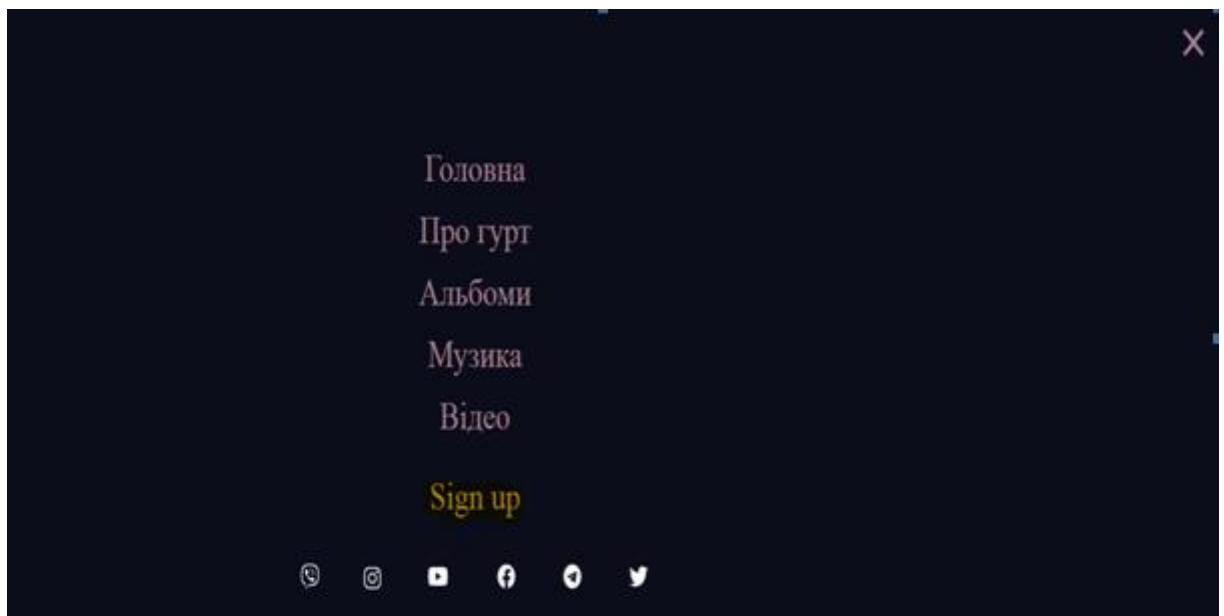 Головна
Про гурт
Альбоми
Музика
Відео
Sign up